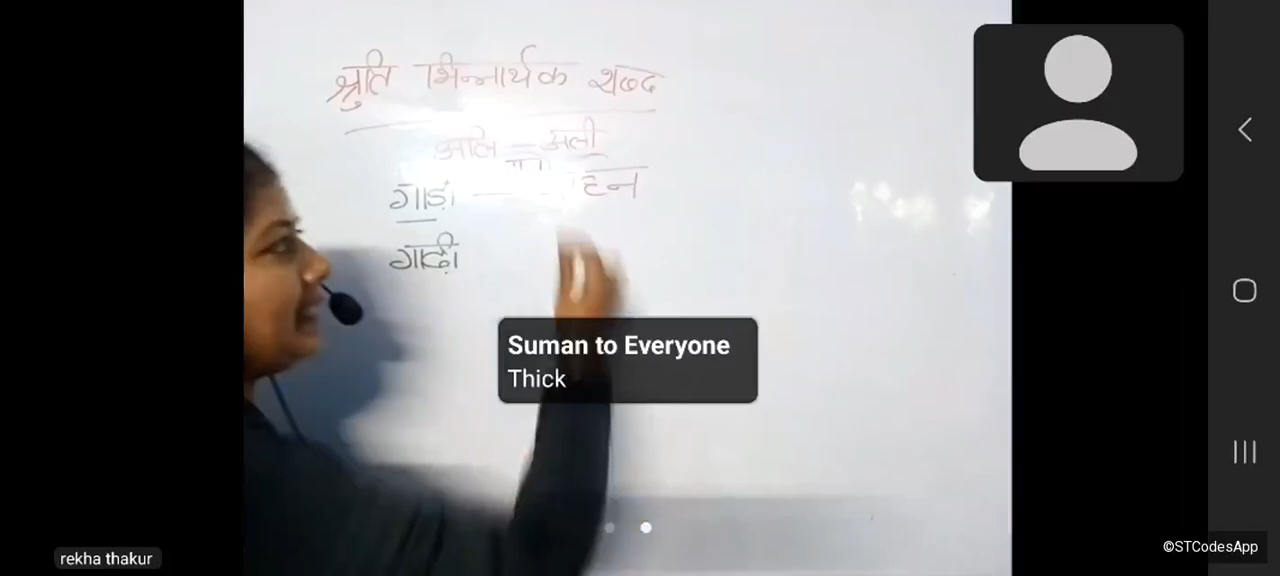 श्रुति भिन्नार्थक शब्द
अलि – अली
गाड़ी
गाढ़ी
Suman to Everyone
Thick
rekha thakur
©STCodesApp